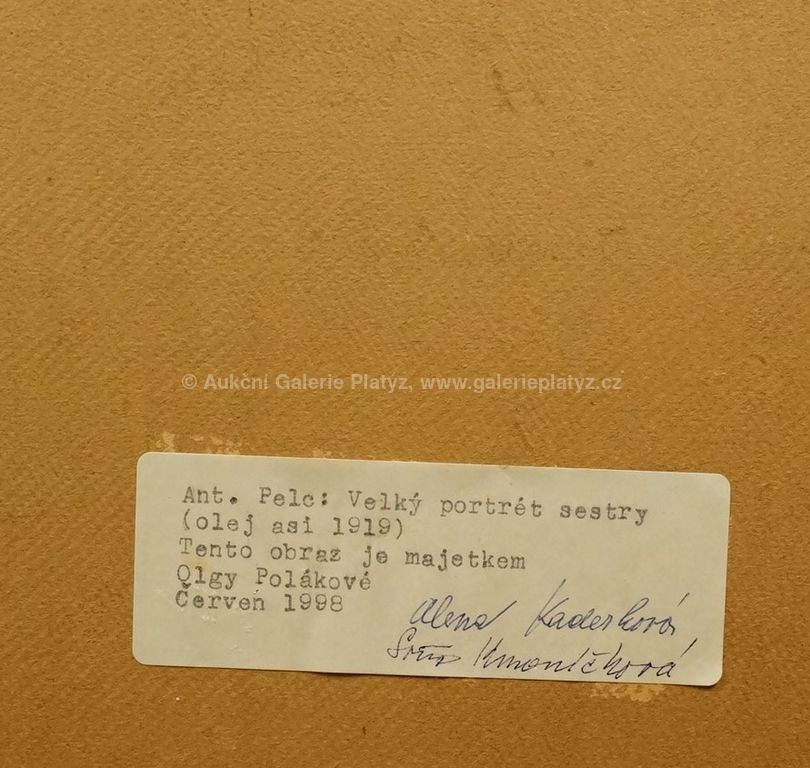 © Aukční Galerie Platýz, www.galerieplatyz.cz
Ant. Pelc: Velký portrét sestry
(olej asi 1919)
Tento obraz je majetkem
Olgy Polákové
Červen 1998
Alena Kaderková
Kmoníčková